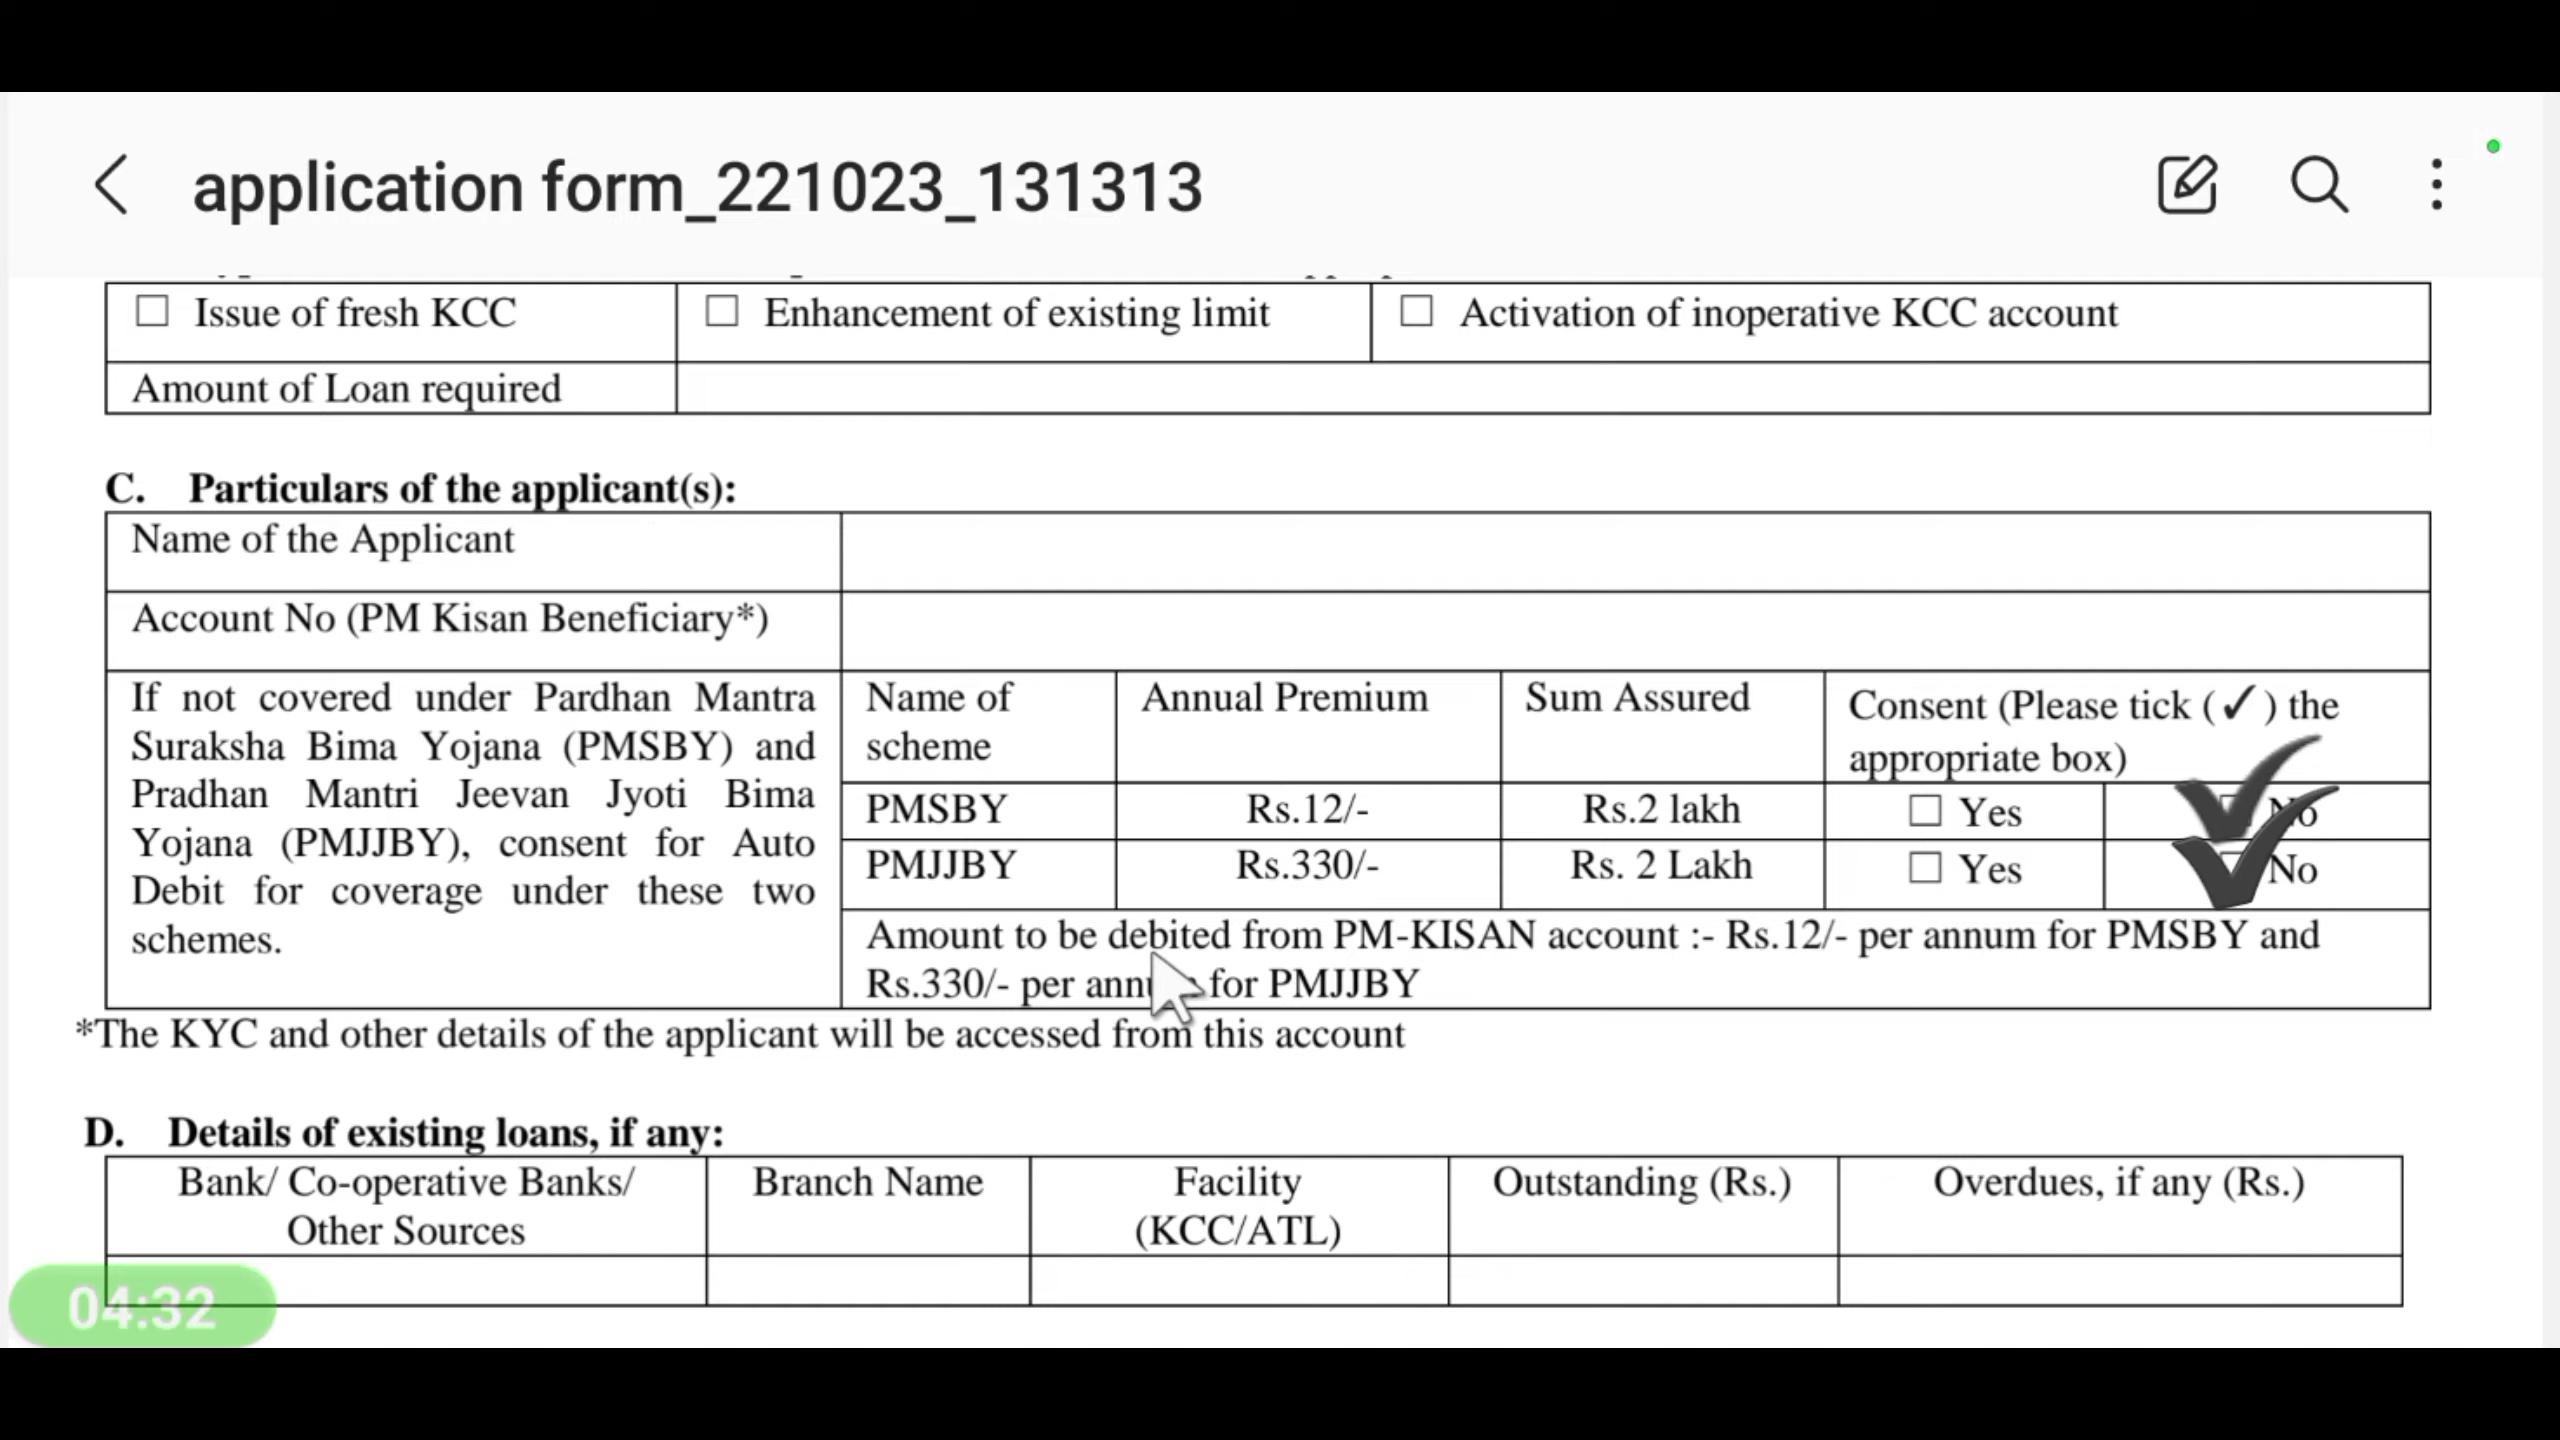 application form_221023_131313
☐ Issue of fresh KCC ☐ Enhancement of existing limit ☐ Activation of inoperative KCC account
Amount of Loan required
C. Particulars of the applicant(s):
Name of the Applicant
Account No (PM Kisan Beneficiary*)
If not covered under Pardhan Mantra
Suraksha Bima Yojana (PMSBY) and
Pradhan Mantri Jeevan Jyoti Bima
Yojana (PMJJBY), consent for Auto
Debit for coverage under these two
schemes.
Name of
scheme
Annual Premium
Sum Assured
Consent (Please tick (✓) the
appropriate box)
PMSBY Rs.12/- Rs.2 lakh ☐ Yes ☐ No
PMJJBY Rs.330/- Rs. 2 Lakh ☐ Yes ☐ No
Amount to be debited from PM-KISAN account :- Rs.12/- per annum for PMSBY and
Rs.330/- per annum for PMJJBY
*The KYC and other details of the applicant will be accessed from this account
D. Details of existing loans, if any:
Bank/ Co-operative Banks/
Other Sources
Branch Name
Facility
(KCC/ATL)
Outstanding (Rs.)
Overdues, if any (Rs.)
04:32